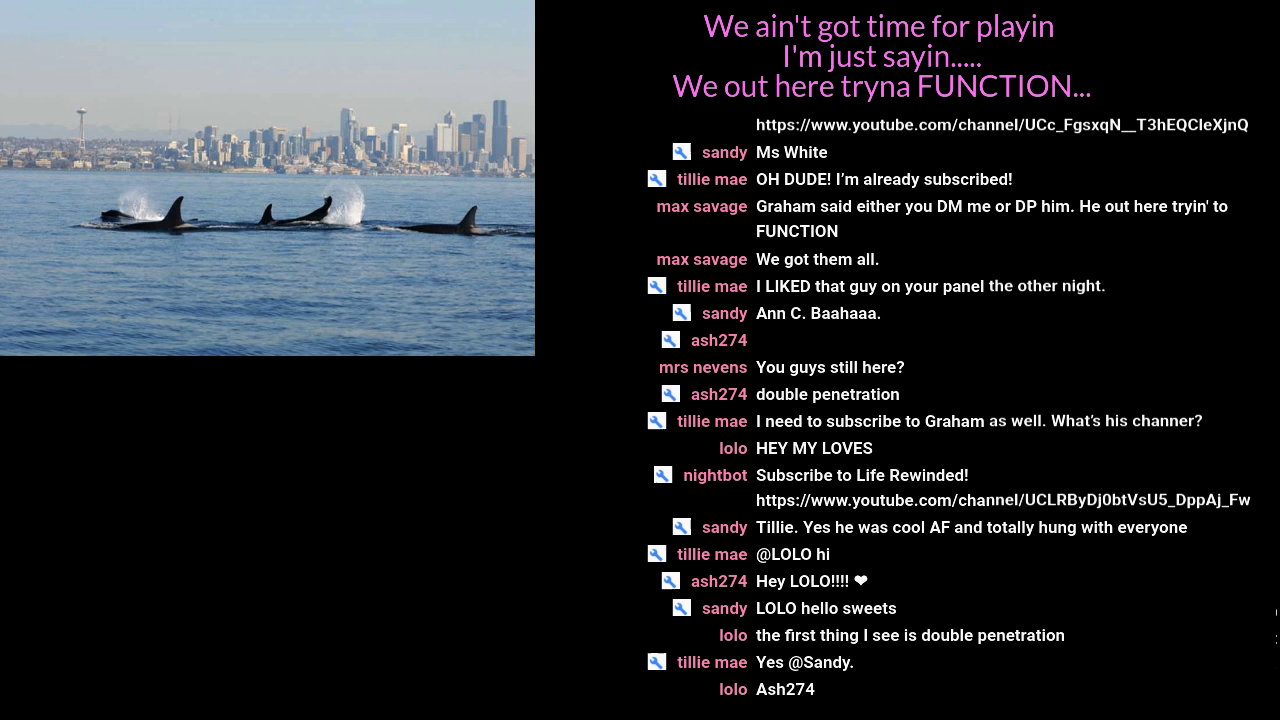 We ain't got time for playin
I'm just sayin.....
We out here tryna FUNCTION...
https://www.youtube.com/channel/UCc_FgsxqN__T3hEQCIeXjnQ
sandy Ms White
tillie mae OH DUDE! I’m already subscribed!
max savage Graham said either you DM me or DP him. He out here tryin' to
FUNCTION
max savage We got them all.
tillie mae I LIKED that guy on your panel the other night.
sandy Ann C. Baahaaa.
ash274
mrs nevens You guys still here?
ash274 double penetration
tillie mae I need to subscribe to Graham as well. What’s his channer?
lolo HEY MY LOVES
nightbot Subscribe to Life Rewinded!
https://www.youtube.com/channel/UCLRByDj0btVsU5_DppAj_Fw
sandy Tillie. Yes he was cool AF and totally hung with everyone
tillie mae @LOLO hi
ash274 Hey LOLO!!!! ❤
sandy LOLO hello sweets
lolo the first thing I see is double penetration
tillie mae Yes @Sandy.
lolo Ash274